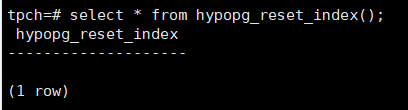 tpch=# select * from hypopg_reset_index();
 hypopg_reset_index
--------------------

(1 row)